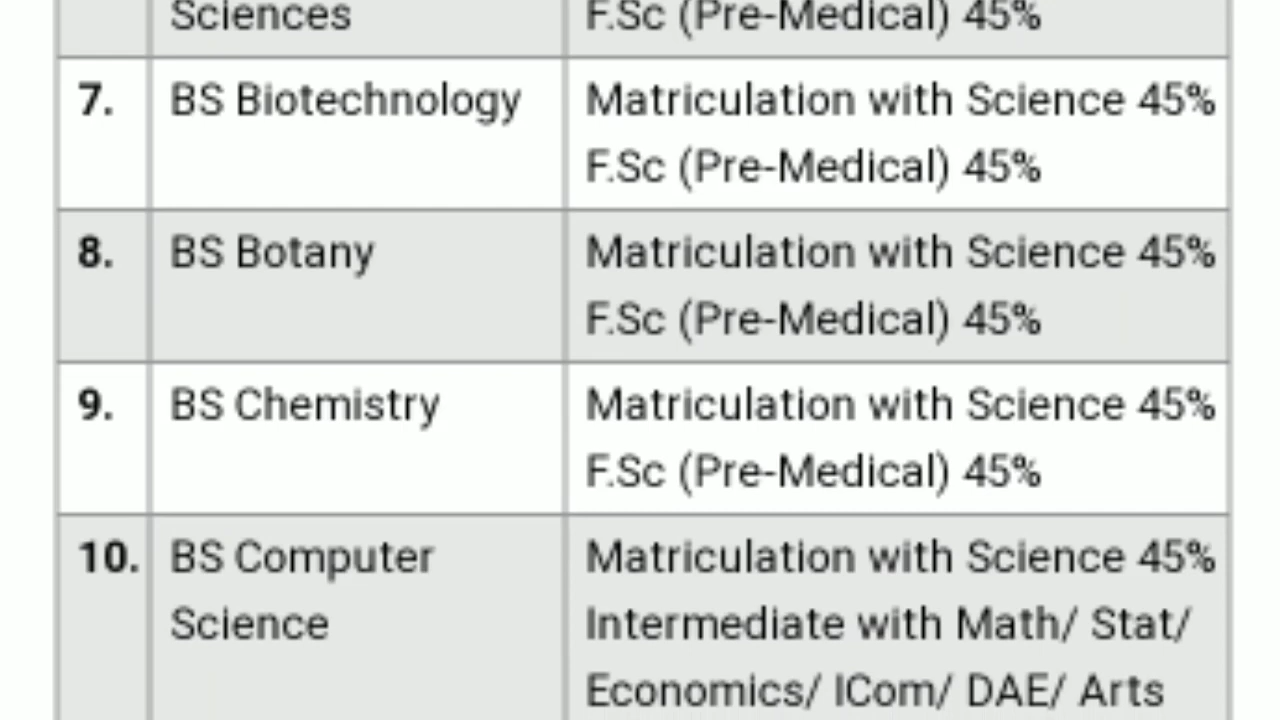 Sciences F.Sc (Pre-Medical) 45%
7. BS Biotechnology Matriculation with Science 45%
F.Sc (Pre-Medical) 45%
8. BS Botany Matriculation with Science 45%
F.Sc (Pre-Medical) 45%
9. BS Chemistry Matriculation with Science 45%
F.Sc (Pre-Medical) 45%
10. BS Computer Matriculation with Science 45%
Science Intermediate with Math/ Stat/
Economics/ ICom/ DAE/ Arts